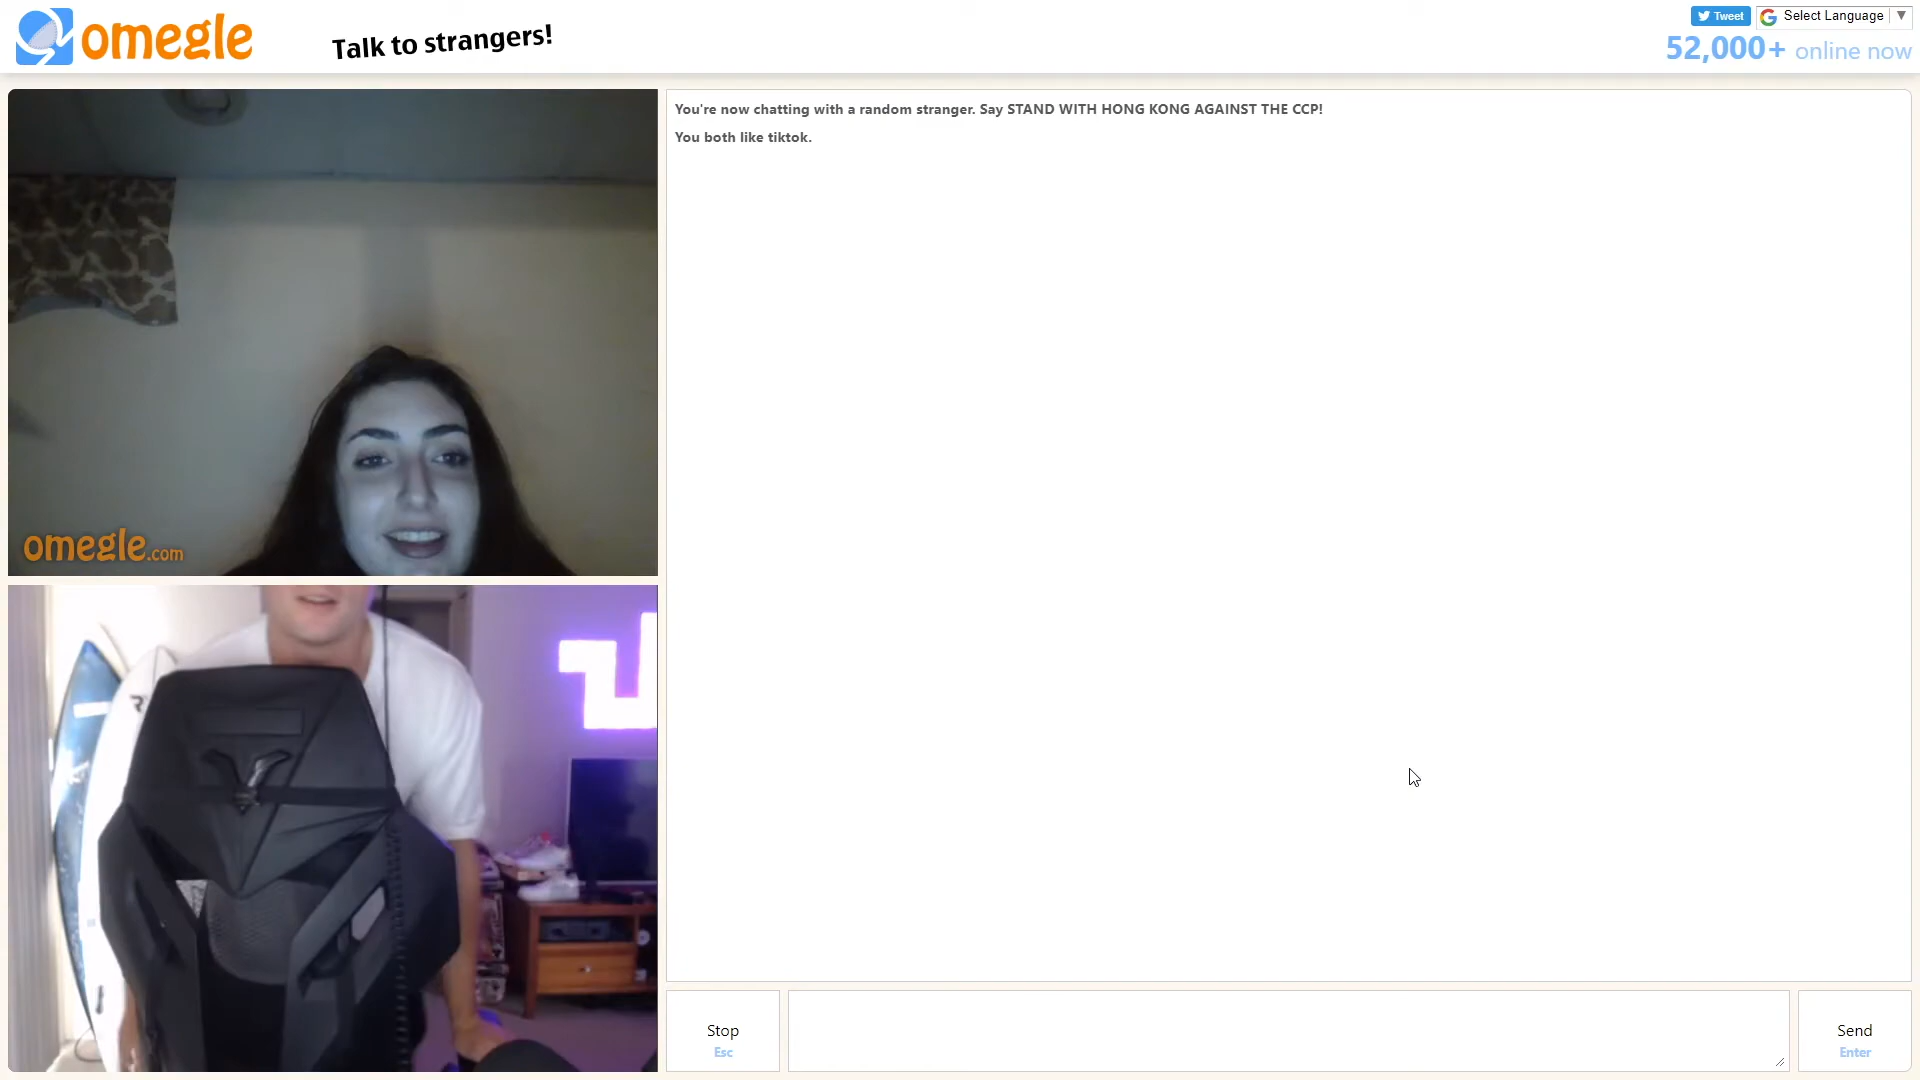 omegle
Talk to strangers!
Tweet
Select Language
52,000+ online now
You're now chatting with a random stranger. Say STAND WITH HONG KONG AGAINST THE CCP!
You both like tiktok.
omegle.com
Stop
Esc
Send
Enter